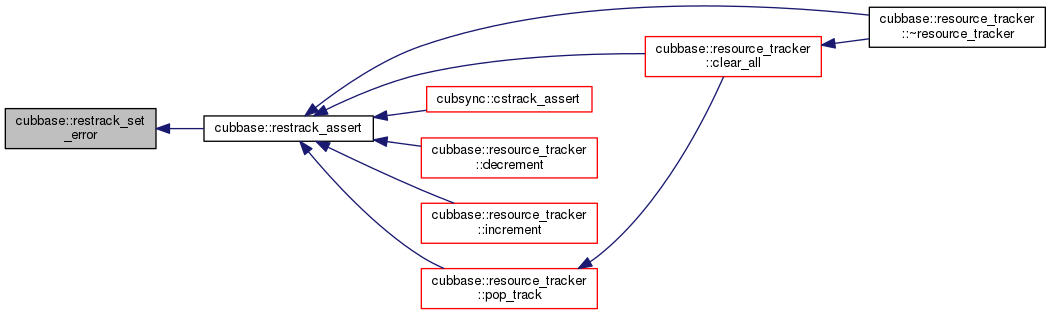 cubbase::restrack_set
_error
cubbase::restrack_assert
cubbase::resource_tracker
::~resource_tracker
cubbase::resource_tracker
::clear_all
cubsync::cstrack_assert
cubbase::resource_tracker
::decrement
cubbase::resource_tracker
::increment
cubbase::resource_tracker
::pop_track